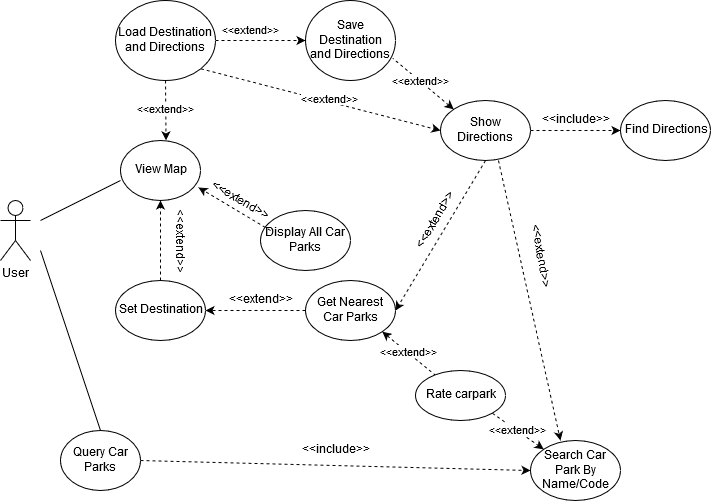 Load Destination
and Directions
<<extend>>
Save
Destination
and Directions
<<extend>>
<<extend>>
<<extend>>
Show
Directions
<<include>>
Find Directions
View Map
<<extend>>
<<extend>>
<<extend>>
<<extend>>
Display All Car
Parks
User
Set Destination
<<extend>>
Get Nearest
Car Parks
<<extend>>
Rate carpark
<<extend>>
Query Car
Parks
<<include>>
Search Car
Park By
Name/Code